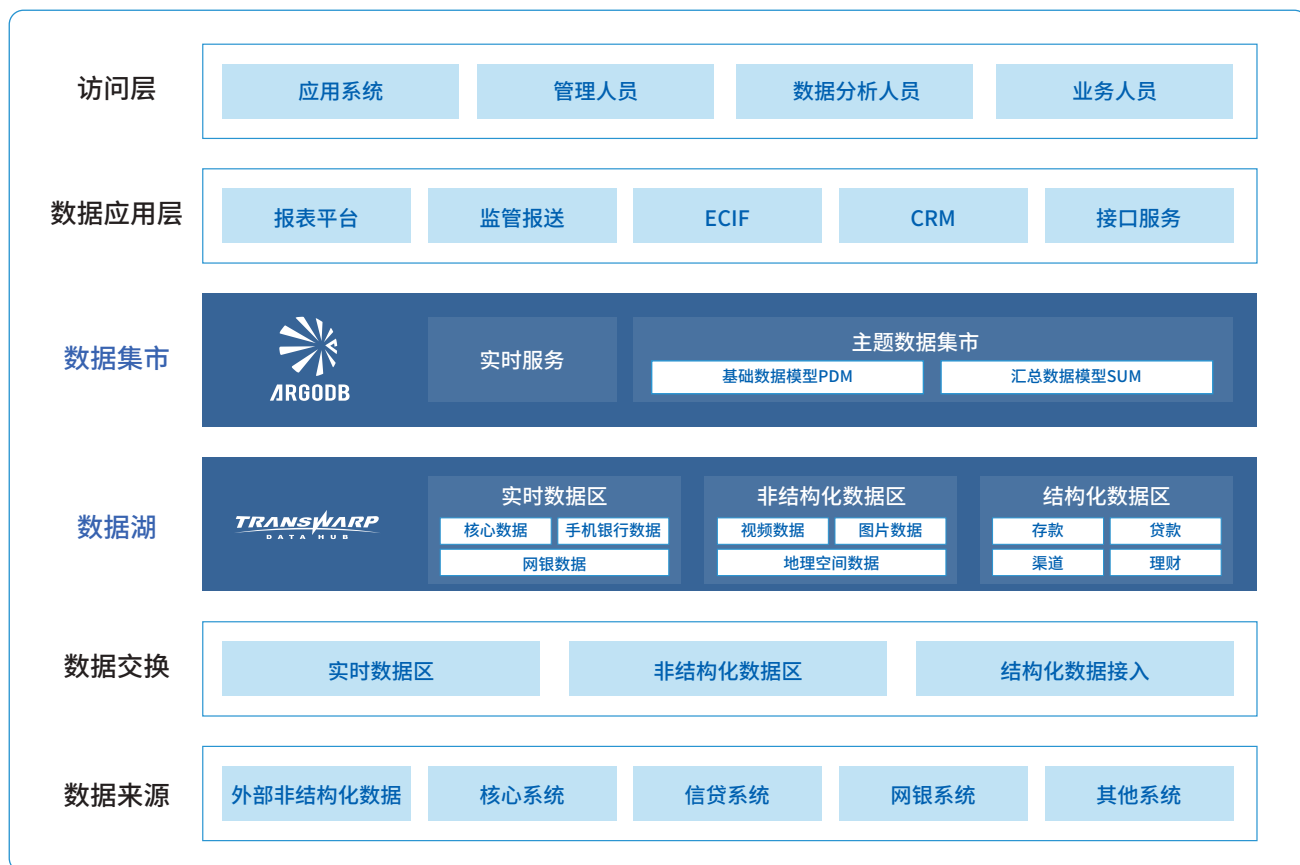 访问层
应用系统
管理人员
数据分析人员
业务人员
数据应用层
报表平台
监管报送
ECIF
CRM
接口服务
数据集市
ARGODB
实时服务
主题数据集市
基础数据模型PDM
汇总数据模型SUM
数据湖
TRANSWARP
DATA HUB
实时数据区
核心数据
手机银行数据
网银数据
非结构化数据区
视频数据
图片数据
地理空间数据
结构化数据区
存款
贷款
渠道
理财
数据交换
实时数据区
非结构化数据区
结构化数据接入
数据来源
外部非结构化数据
核心系统
信贷系统
网银系统
其他系统